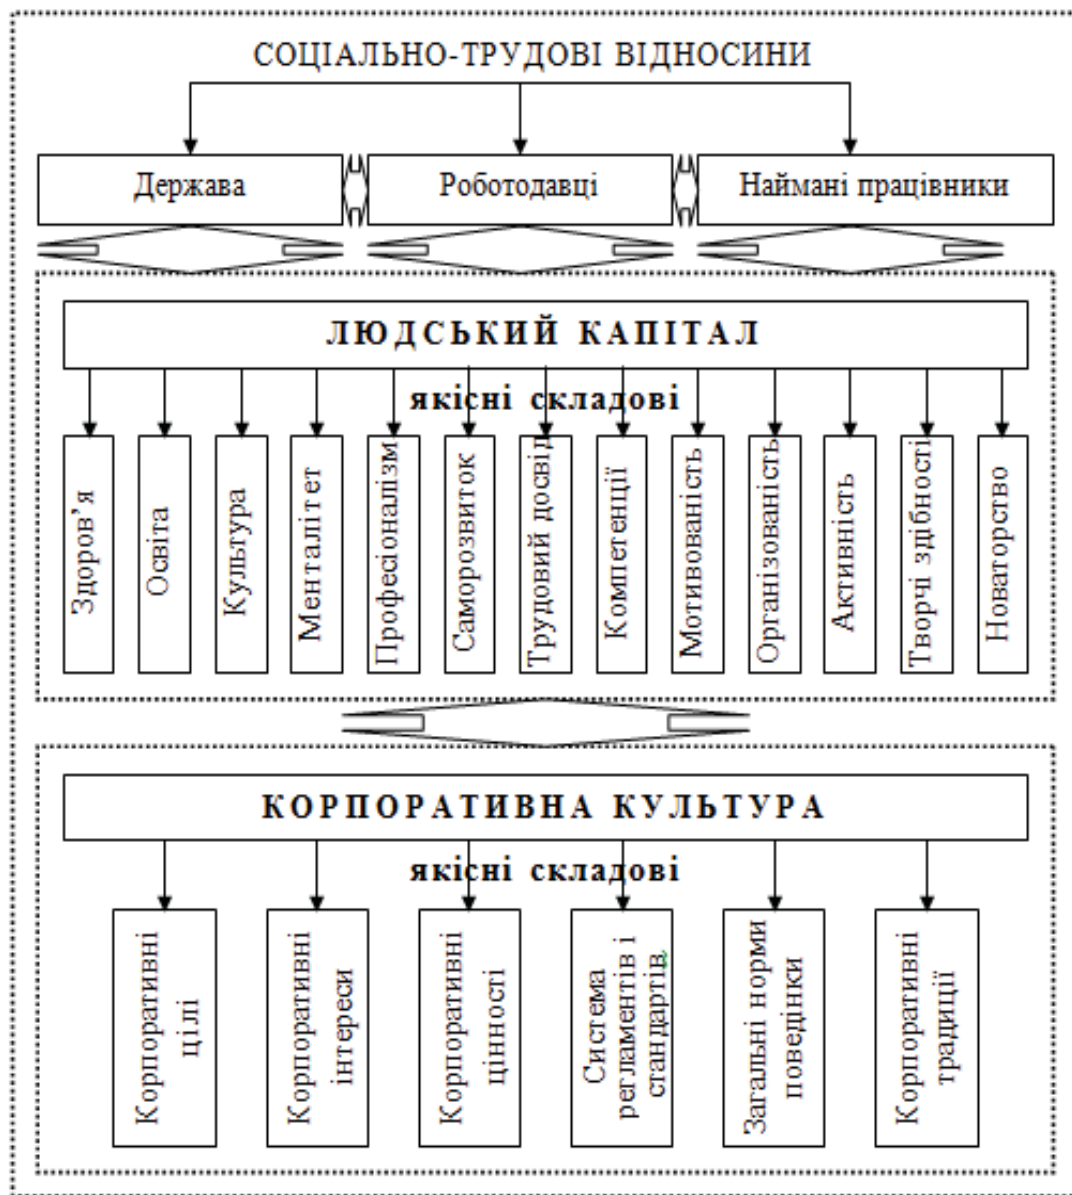 СОЦІАЛЬНО-ТРУДОВІ ВІДНОСИНИ
Держава
Роботодавці
Наймані працівники
ЛЮДСЬКИЙ КАПІТАЛ
якісні складові
Здоров’я
Освіта
Культура
Менталітет
Професіоналізм
Саморозвиток
Трудовий досвід
Компетенції
Мотивованість
Організованість
Активність
Творчі здібності
Новаторство
КОРПОРАТИВНА КУЛЬТУРА
якісні складові
Корпоративні
цілі
Корпоративні
інтереси
Корпоративні
цінності
Система
регламентів і
стандартів
Загальні норми
поведінки
Корпоративні
традиції